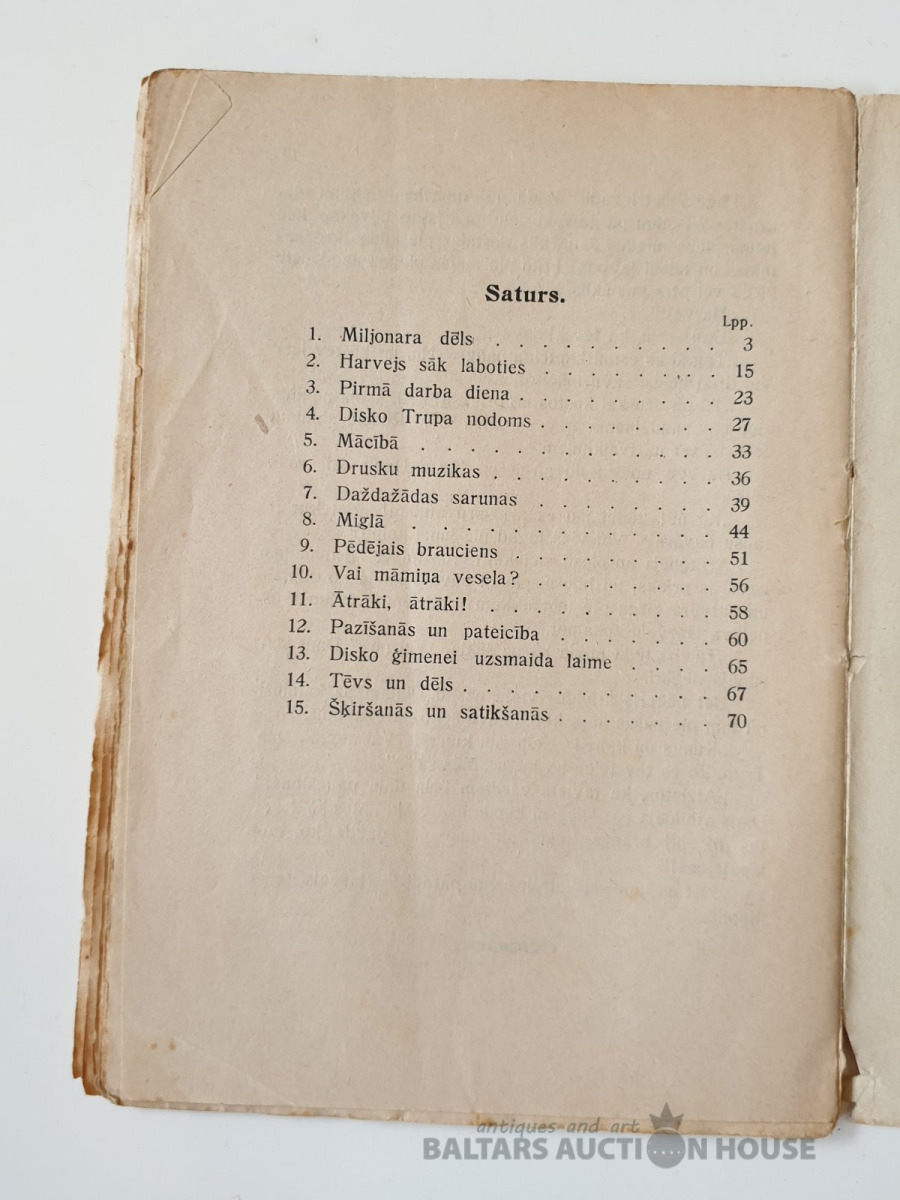 Saturs.
Lpp.
1. Miljonara dēls . . . . . . . . . . 3
2. Harvejs sāk laboties . . . . . . . . 15
3. Pirmā darba diena . . . . . . . . . 23
4. Disko Trupa nodoms . . . . . . . . 27
5. Mācībā . . . . . . . . . . . 33
6. Drusku muzikas . . . . . . . . . . 36
7. Daždažādas sarunas . . . . . . . . 39
8. Miglā . . . . . . . . . . . . 44
9. Pēdējais brauciens . . . . . . . . . 51
10. Vai māmiņa vesela? . . . . . . . . 56
11. Ātrāki, ātrāki! . . . . . . . . . . 58
12. Pazīšanās un pateicība . . . . . . . 60
13. Disko ģimenei uzsmaida laime . . . . . 65
14. Tēvs un dēls . . . . . . . . . . . 67
15. Šķiršanās un satikšanās . . . . . . . 70
antiques and art
BALTARS AUCTION HOUSE